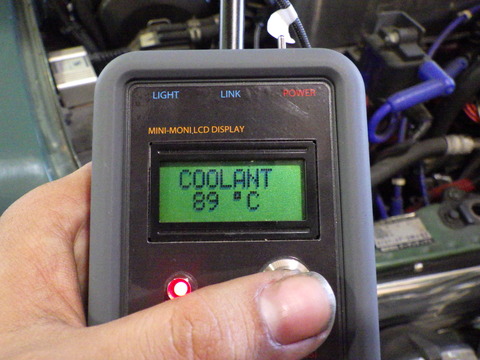 LIGHT LINK POWER
MINI-MONI,LCD DISPLAY
COOLANT
89 °C